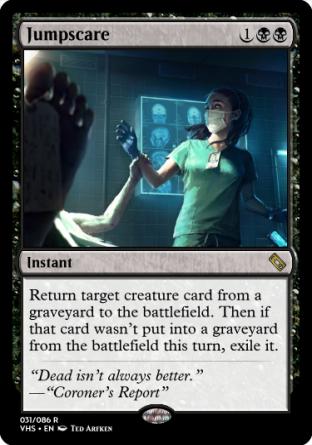 Jumpscare 1
Instant
Return target creature card from a
graveyard to the battlefield. Then if
that card wasn't put into a graveyard
from the battlefield this turn, exile it.
"Dead isn't always better."
—"Coroner's Report"
031/086 R
VHS • EN Ted Artken